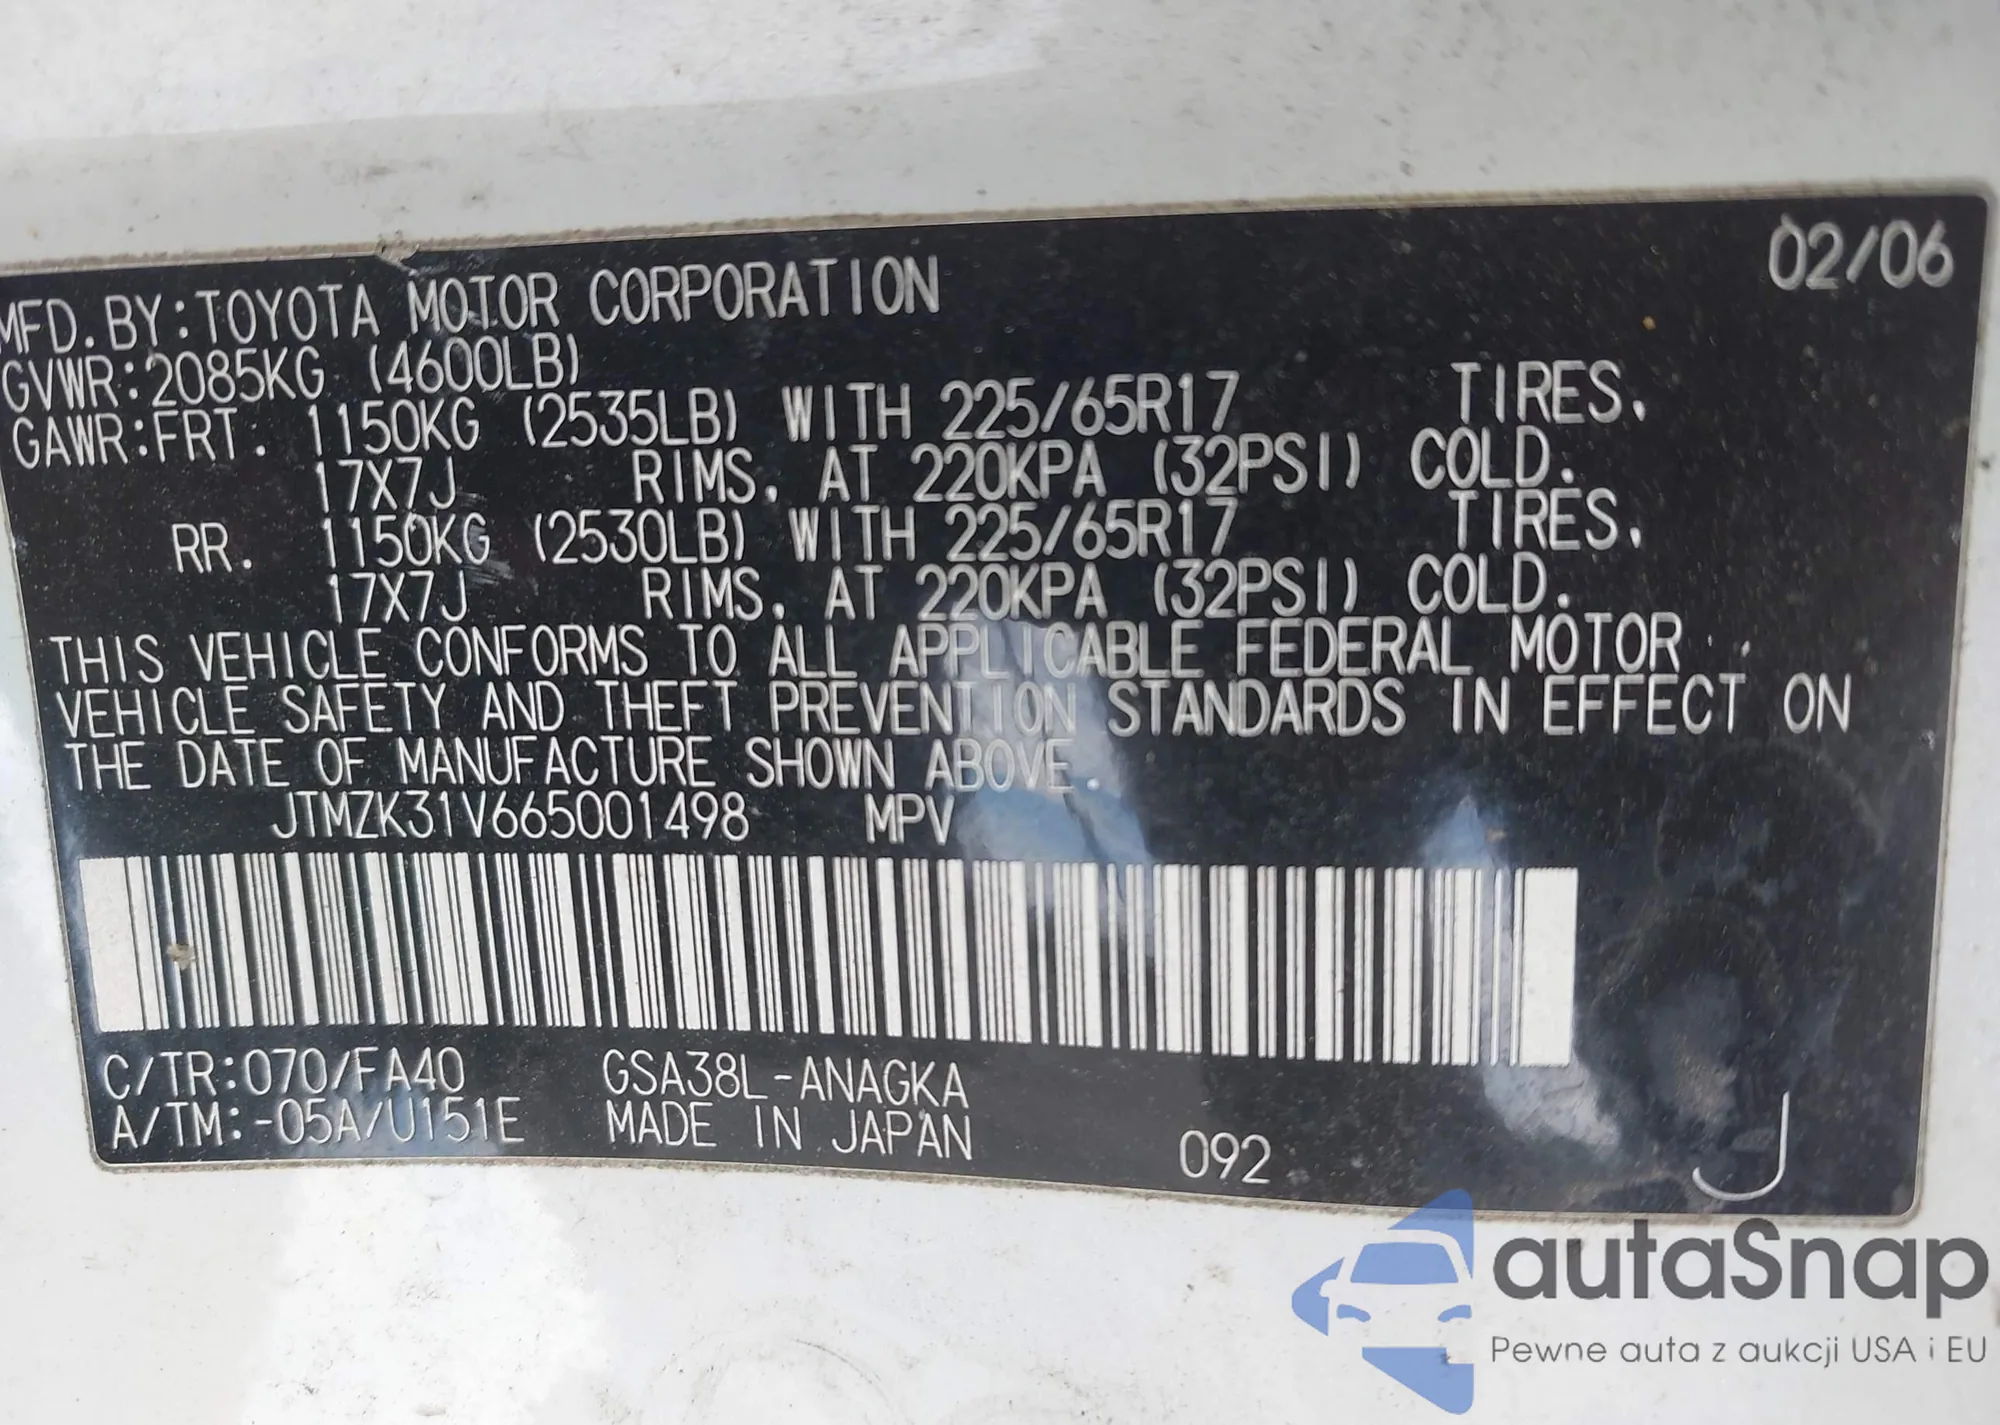 02/06
MFD. BY:TOYOTA MOTOR CORPORATION
GVWR:2085KG (4600LB)
GAWR:FRT. 1150KG (2535LB) WITH 225/65R17 TIRES.
17X7J RIMS. AT 220KPA (32PSI) COLD.
RR. 1150KG (2530LB) WITH 225/65R17 TIRES.
17X7J RIMS. AT 220KPA (32PSI) COLD.
THIS VEHICLE CONFORMS TO ALL APPLICABLE FEDERAL MOTOR
VEHICLE SAFETY AND THEFT PREVENTION STANDARDS IN EFFECT ON
THE DATE OF MANUFACTURE SHOWN ABOVE.
JTMZK31V665001498 MPV
C/TR:070/FA40 GSA38L-ANAGKA
A/TM:-05A/U151E MADE IN JAPAN 092 J
autaSnap
Pewne auta z aukcji USA i EU